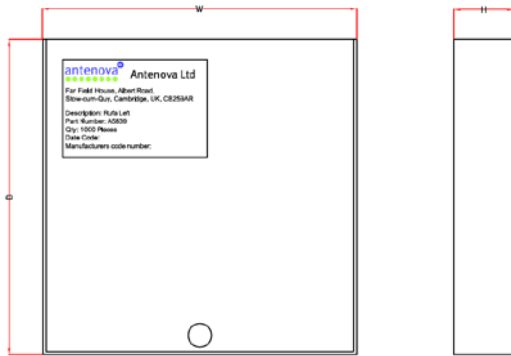 W
H
antenova
Antenova Ltd
Far Field House, Albert Road,
Stow-cum-Quy, Cambridge, UK, CB259AR
Description: Rufa Left
Part Number: A5839
Qty: 1000 Pieces
Date Code:
Manufacturers code number:
D